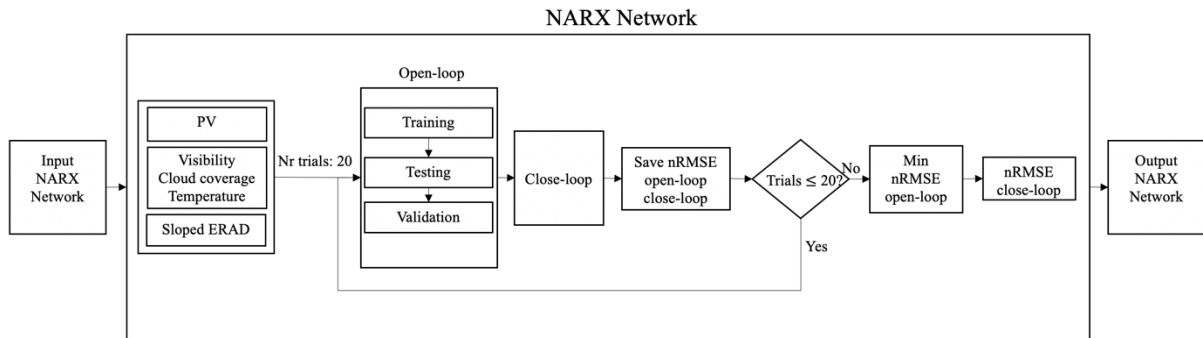 NARX Network
Input
NARX
Network
PV
Visibility
Cloud coverage
Temperature
Sloped ERAD
Nr trials: 20
Open-loop
Training
Testing
Validation
Close-loop
Save nRMSE
open-loop
close-loop
Trials ≤ 20?
No
Yes
Min
nRMSE
open-loop
nRMSE
close-loop
Output
NARX
Network